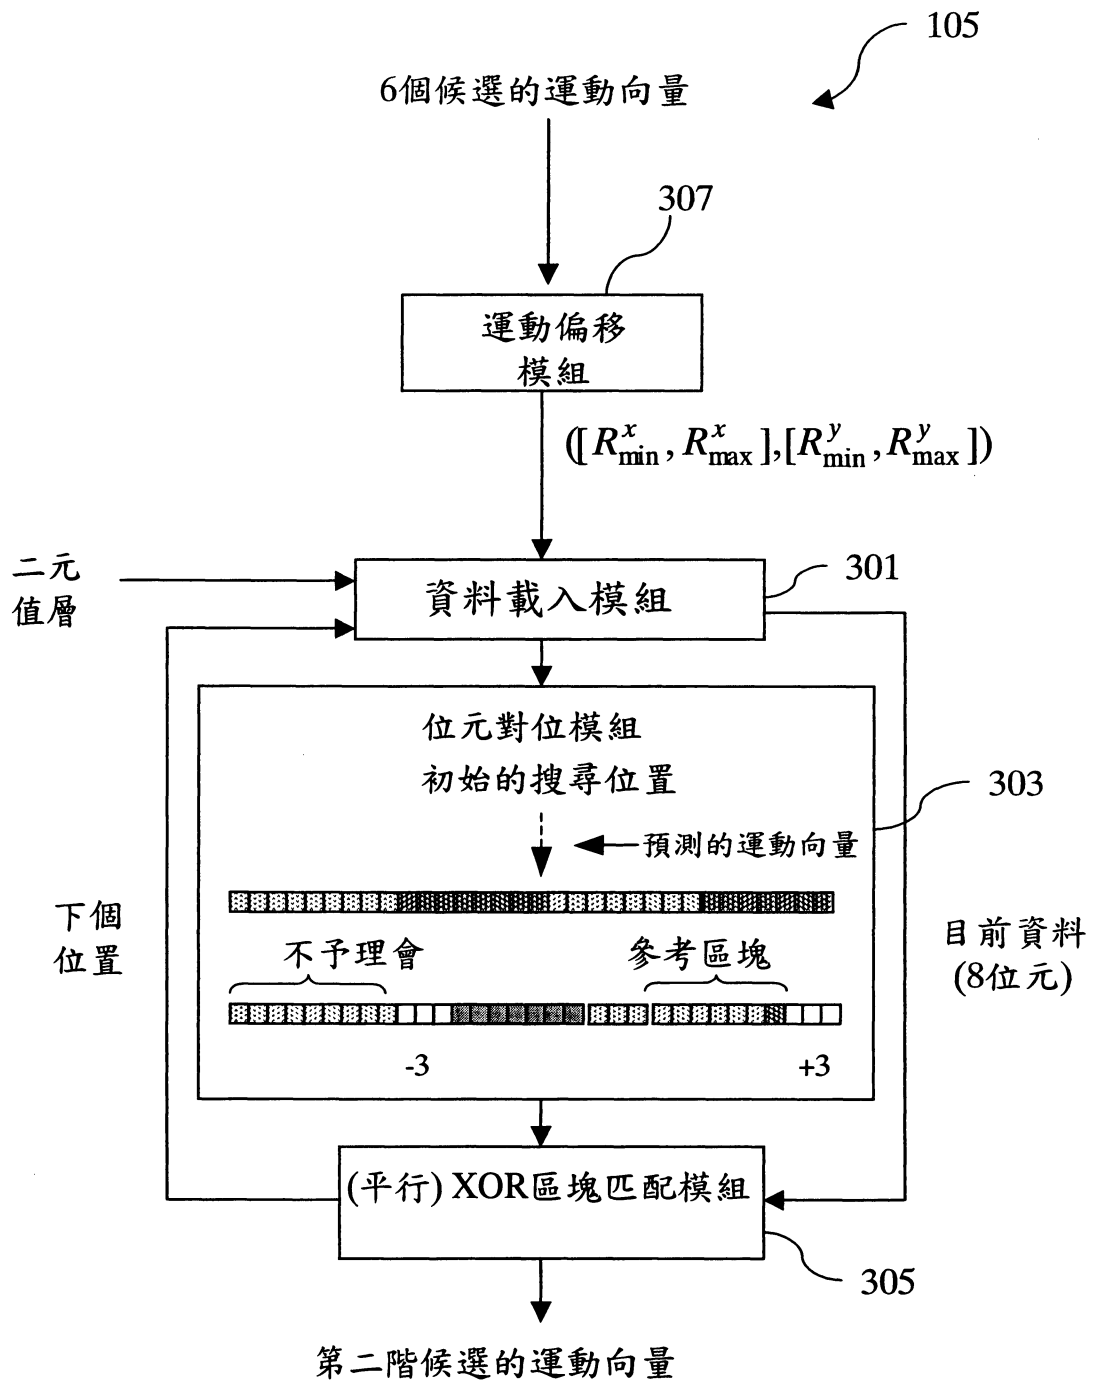 105
6個候選的運動向量
307
運動偏移
模組
([R^x_min, R^x_max],[R^y_min, R^y_max])
二元
值層
301
資料載入模組
位元對位模組
初始的搜尋位置
303
預測的運動向量
下個
位置
不予理會
參考區塊
目前資料
(8位元)
-3
+3
(平行) XOR區塊匹配模組
305
第二階候選的運動向量